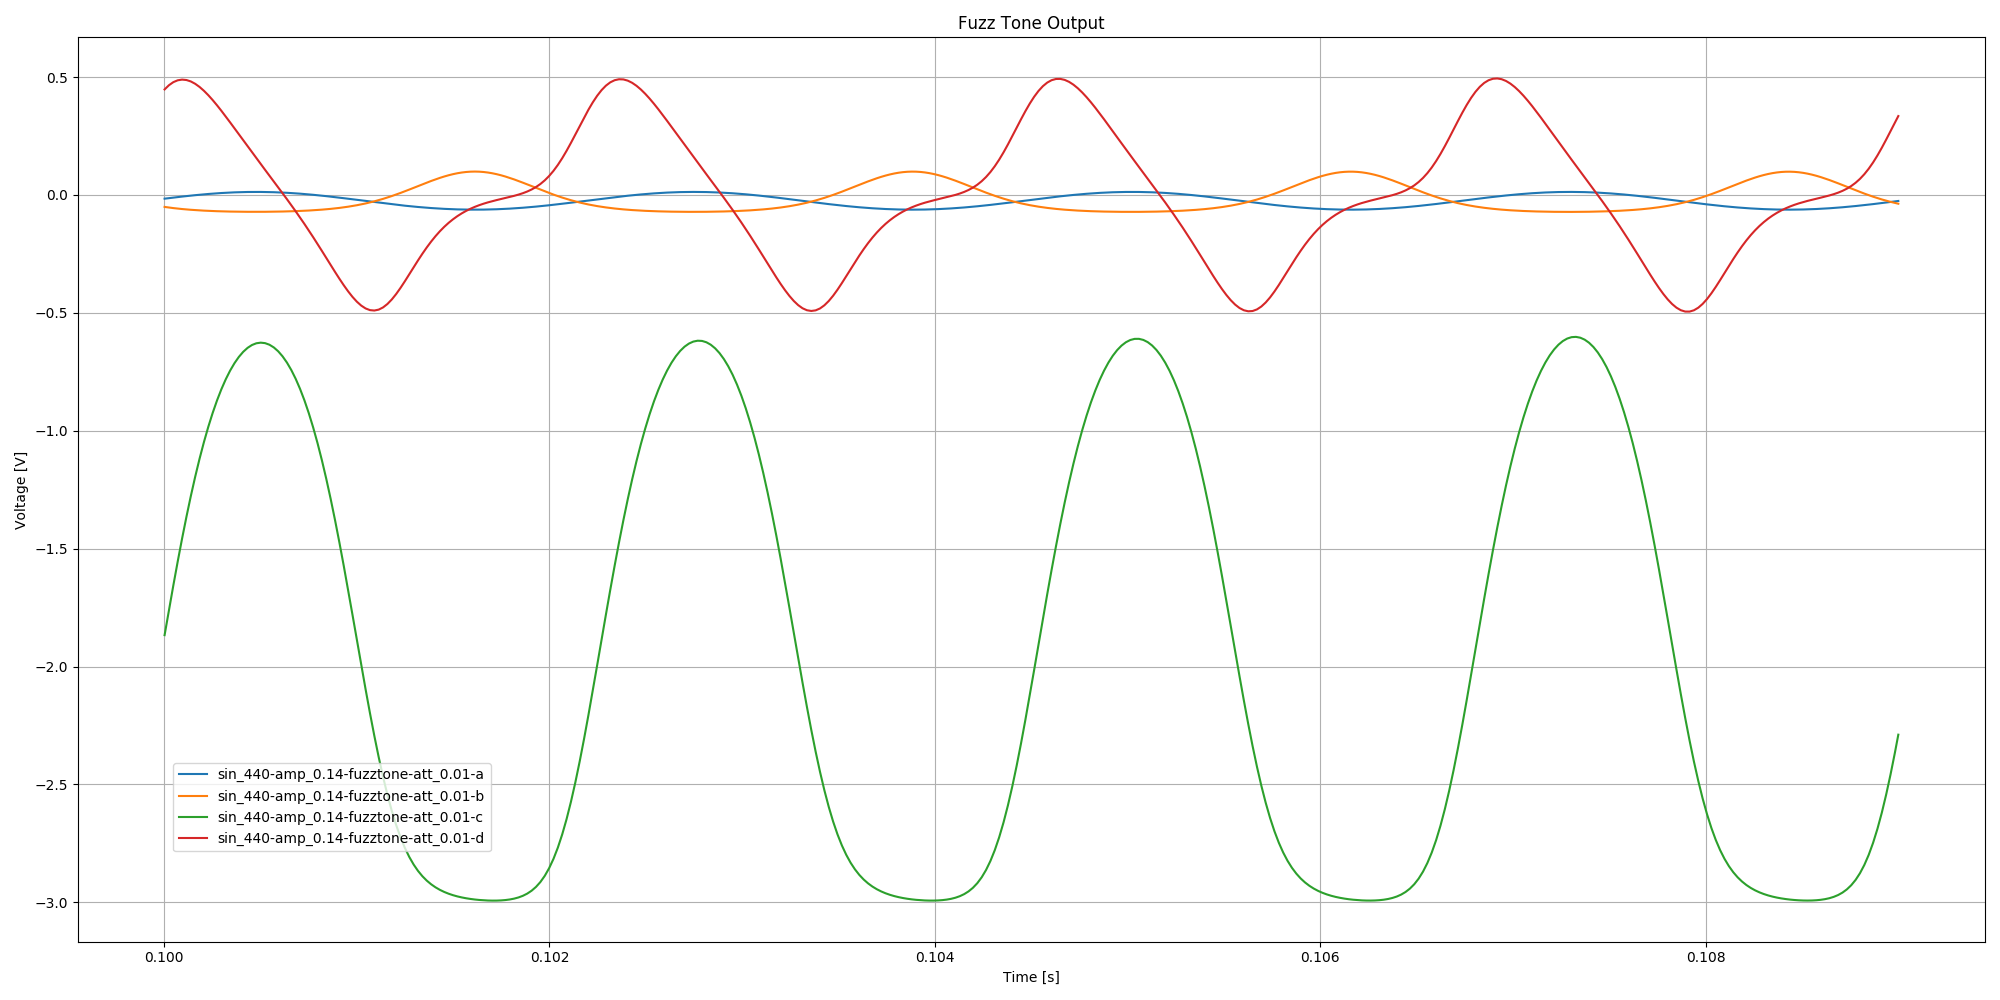 Fuzz Tone Output
0.5
0.0
−0.5
−1.0
−1.5
−2.0
−2.5
−3.0
Voltage [V]
sin_440-amp_0.14-fuzztone-att_0.01-a
sin_440-amp_0.14-fuzztone-att_0.01-b
sin_440-amp_0.14-fuzztone-att_0.01-c
sin_440-amp_0.14-fuzztone-att_0.01-d
0.100 0.102 0.104 0.106 0.108
Time [s]